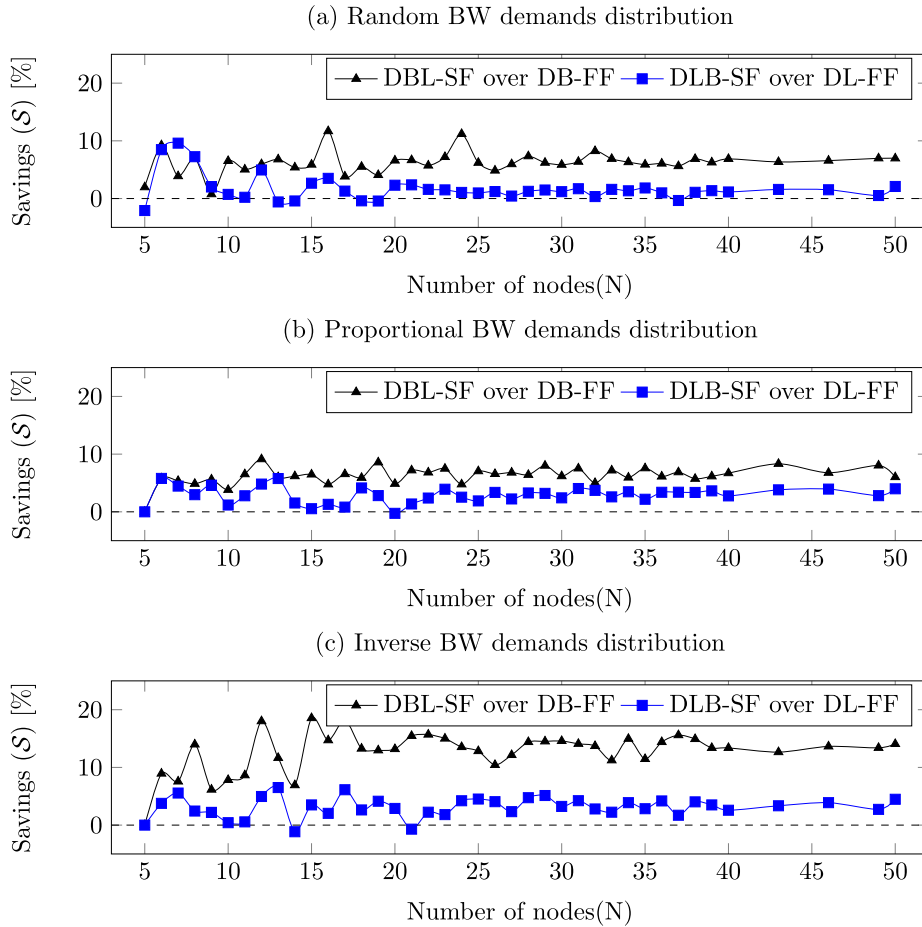 (a) Random BW demands distribution
DBL-SF over DB-FF DLB-SF over DL-FF
Savings (𝒮) [%]
20
10
0
5 10 15 20 25 30 35 40 45 50
Number of nodes(N)
(b) Proportional BW demands distribution
DBL-SF over DB-FF DLB-SF over DL-FF
Savings (𝒮) [%]
20
10
0
5 10 15 20 25 30 35 40 45 50
Number of nodes(N)
(c) Inverse BW demands distribution
DBL-SF over DB-FF DLB-SF over DL-FF
Savings (𝒮) [%]
20
10
0
5 10 15 20 25 30 35 40 45 50
Number of nodes(N)